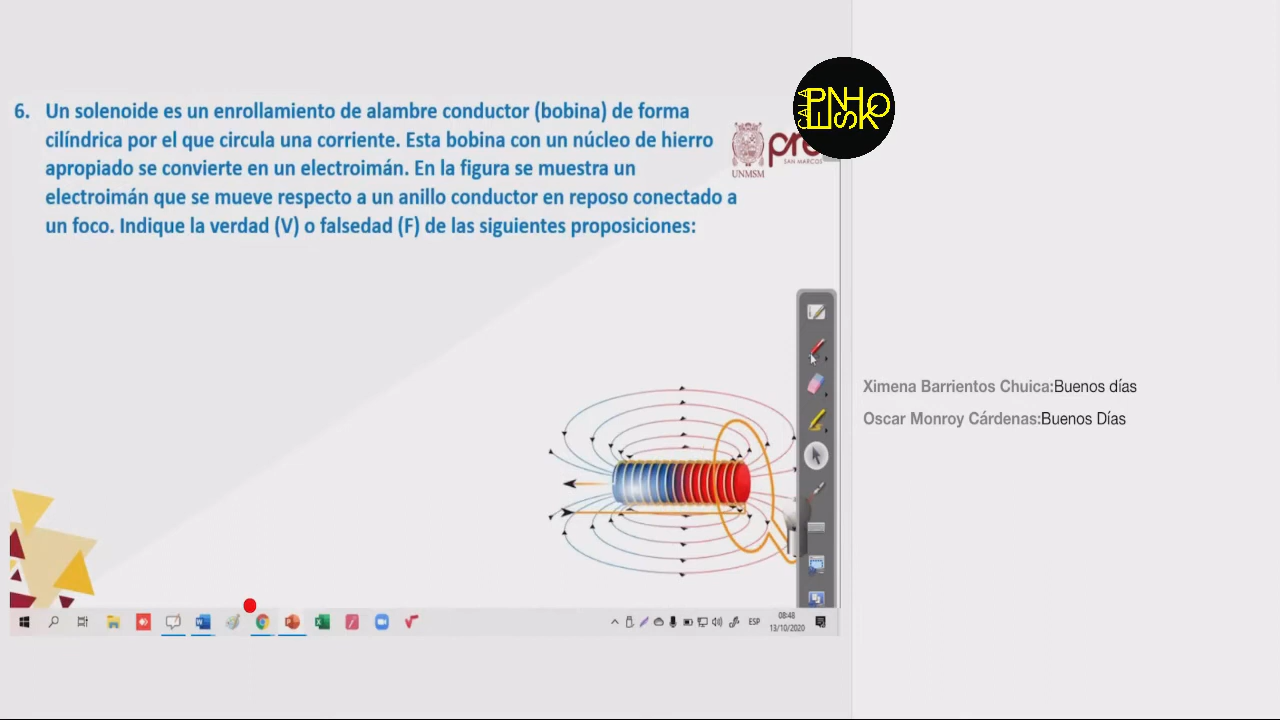 6. Un solenoide es un enrollamiento de alambre conductor (bobina) de forma
cilíndrica por el que circula una corriente. Esta bobina con un núcleo de hierro
apropiado se convierte en un electroimán. En la figura se muestra un
electroimán que se mueve respecto a un anillo conductor en reposo conectado a
un foco. Indique la verdad (V) o falsedad (F) de las siguientes proposiciones:
SAN MARCOS
UNMSM
Ximena Barrientos Chuica:Buenos días
Oscar Monroy Cárdenas:Buenos Días
ESP
08:48
13/10/2020